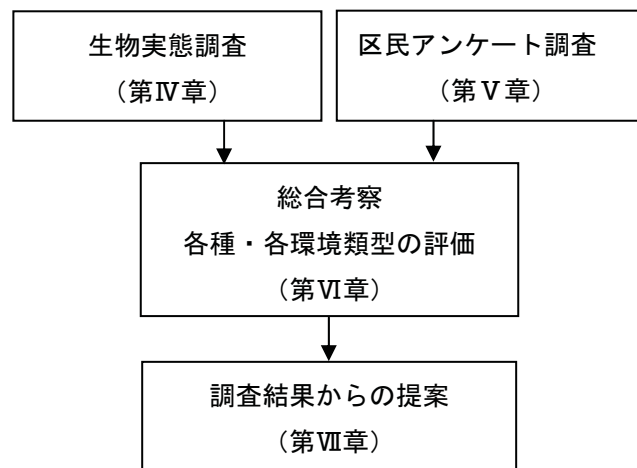 生物実態調査
（第Ⅳ章）
区民アンケート調査
（第Ⅴ章）
総合考察
各種・各環境類型の評価
（第Ⅵ章）
調査結果からの提案
（第Ⅶ章）